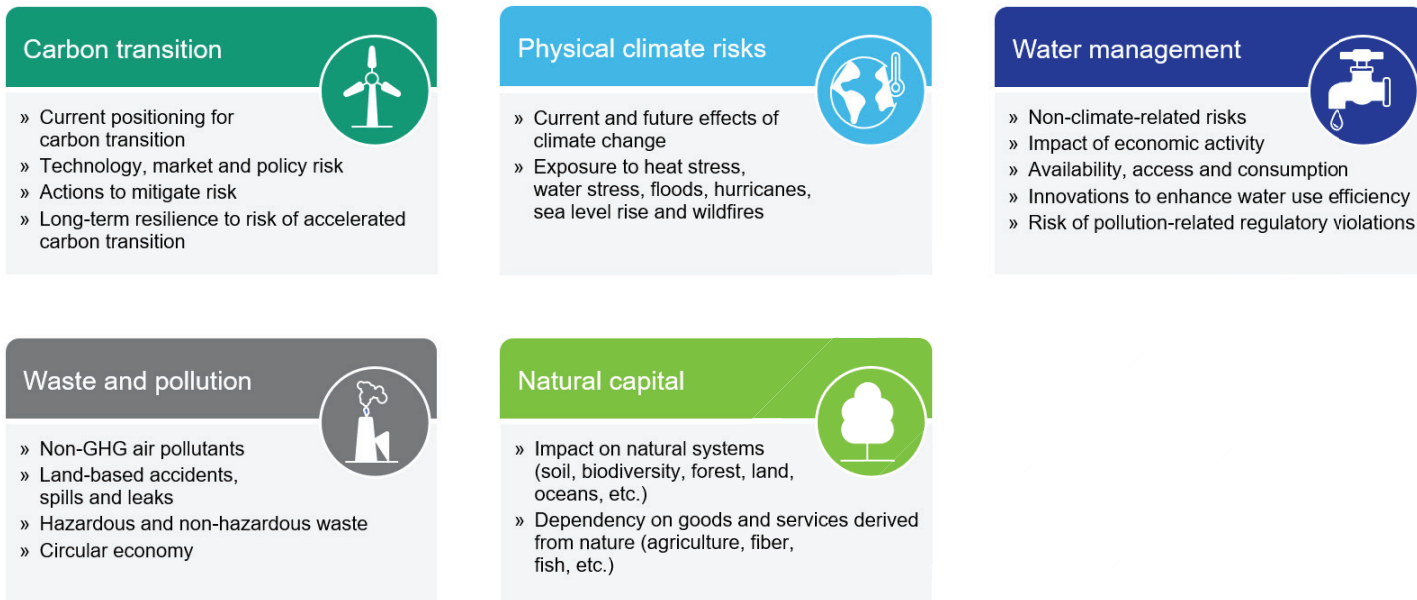 Carbon transition
» Current positioning for
carbon transition
» Technology, market and policy risk
» Actions to mitigate risk
» Long-term resilience to risk of accelerated
carbon transition
Physical climate risks
» Current and future effects of
climate change
» Exposure to heat stress,
water stress, floods, hurricanes,
sea level rise and wildfires
Water management
» Non-climate-related risks
» Impact of economic activity
» Availability, access and consumption
» Innovations to enhance water use efficiency
» Risk of pollution-related regulatory violations
Waste and pollution
» Non-GHG air pollutants
» Land-based accidents,
spills and leaks
» Hazardous and non-hazardous waste
» Circular economy
Natural capital
» Impact on natural systems
(soil, biodiversity, forest, land,
oceans, etc.)
» Dependency on goods and services derived
from nature (agriculture, fiber,
fish, etc.)